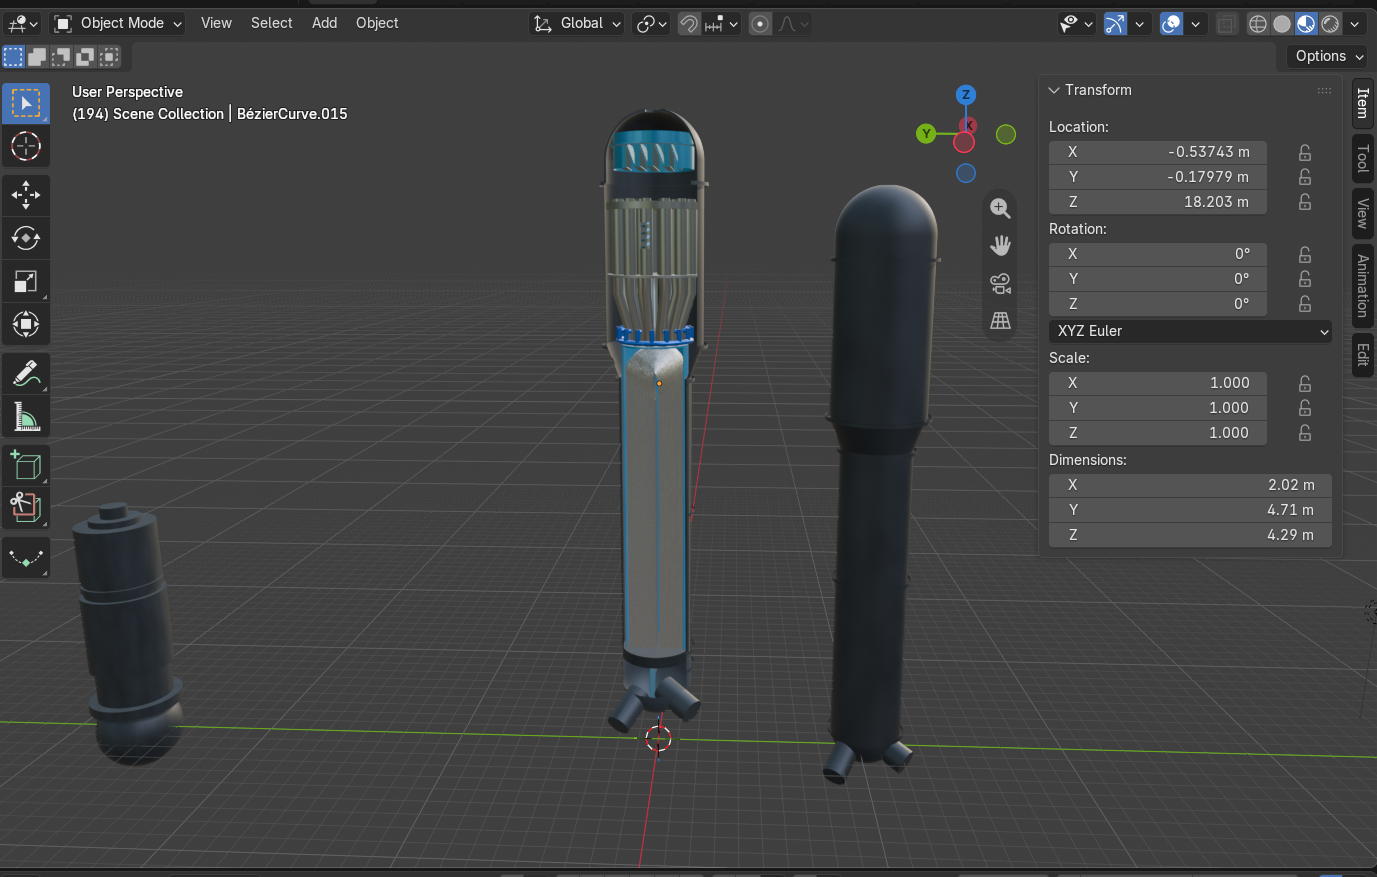 Object Mode View Select Add Object Global
Options
User Perspective
(194) Scene Collection | BézierCurve.015
Z
Y
X
Transform
Location:
X -0.53743 m
Y -0.17979 m
Z 18.203 m
Rotation:
X 0°
Y 0°
Z 0°
XYZ Euler
Scale:
X 1.000
Y 1.000
Z 1.000
Dimensions:
X 2.02 m
Y 4.71 m
Z 4.29 m
Item
Tool
View
Animation
Edit